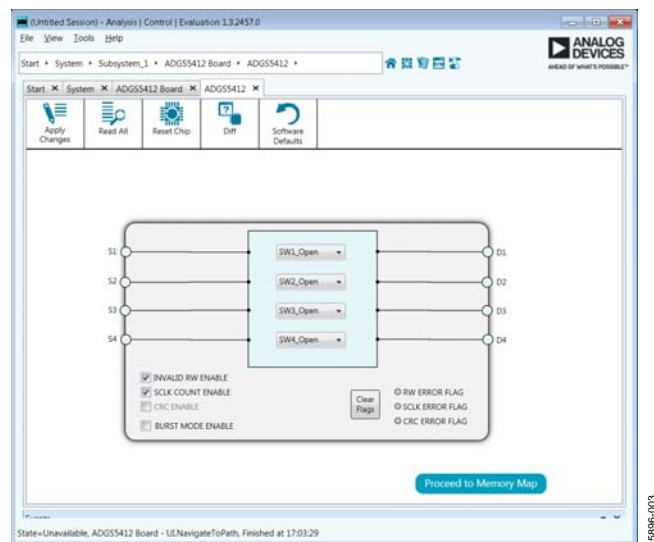 (Untitled Session) - Analysis | Control | Evaluation 1.3.2457.0
File View Tools Help
Start System Subsystem_1 ADGS5412 Board ADGS5412
ANALOG
DEVICES
AHEAD OF WHAT'S POSSIBLE™
Start System ADGS5412 Board ADGS5412
Apply Changes
Read All
Reset Chip
Diff
Software Defaults
S1 SW1_Open D1
S2 SW2_Open D2
S3 SW3_Open D3
S4 SW4_Open D4
INVALID RW ENABLE
SCLK COUNT ENABLE
CRC ENABLE
BURST MODE ENABLE
Clear Flags
RW ERROR FLAG
SCLK ERROR FLAG
CRC ERROR FLAG
Proceed to Memory Map
State=Unavailable, ADGS5412 Board - ULNavigateToPath, Finished at 17:03:29
5896-003